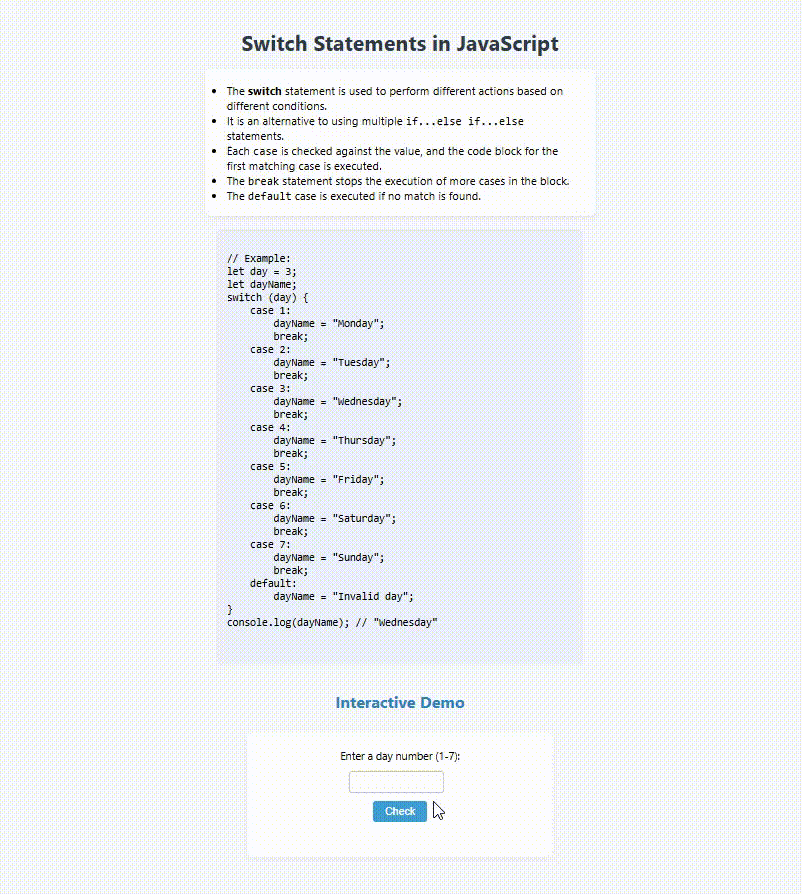 Switch Statements in JavaScript
• The switch statement is used to perform different actions based on
different conditions.
• It is an alternative to using multiple if...else if...else
statements.
• Each case is checked against the value, and the code block for the
first matching case is executed.
• The break statement stops the execution of more cases in the block.
• The default case is executed if no match is found.
// Example:
let day = 3;
let dayName;
switch (day) {
    case 1:
        dayName = "Monday";
        break;
    case 2:
        dayName = "Tuesday";
        break;
    case 3:
        dayName = "Wednesday";
        break;
    case 4:
        dayName = "Thursday";
        break;
    case 5:
        dayName = "Friday";
        break;
    case 6:
        dayName = "Saturday";
        break;
    case 7:
        dayName = "Sunday";
        break;
    default:
        dayName = "Invalid day";
}
console.log(dayName); // "Wednesday"
Interactive Demo
Enter a day number (1-7):
Check